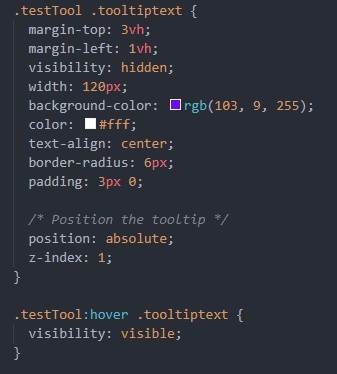 .testTool .tooltiptext {
  margin-top: 3vh;
  margin-left: 1vh;
  visibility: hidden;
  width: 120px;
  background-color: rgb(103, 9, 255);
  color: #fff;
  text-align: center;
  border-radius: 6px;
  padding: 3px 0;

  /* Position the tooltip */
  position: absolute;
  z-index: 1;
}

.testTool:hover .tooltiptext {
  visibility: visible;
}